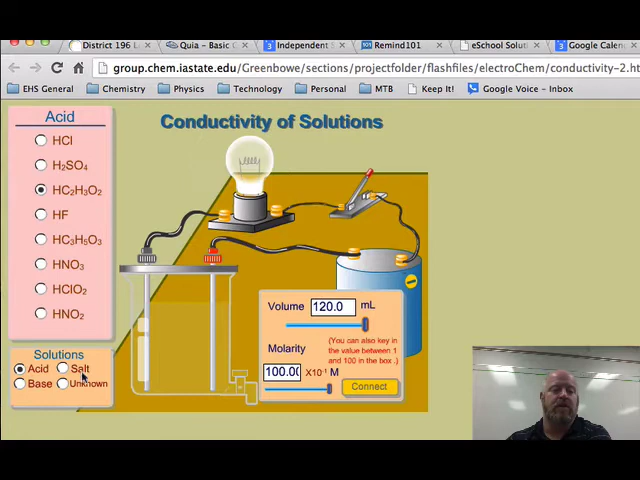 District 196 L
Quia - Basic C
Independent S
Remind101
eSchool Soluti
Google Calen
group.chem.iastate.edu/Greenbowe/sections/projectfolder/flashfiles/electroChem/conductivity-2.ht
EHS General
Chemistry
Physics
Technology
Personal
MTB
Keep It!
Google Voice - Inbox
Acid
HCl
H2SO4
HC2H3O2
HF
HC3H5O3
HNO3
HClO2
HNO2
Conductivity of Solutions
Volume 120.0 mL
(You can also key in
the value between 1
and 100 in the box .)
Molarity
100.00 X10-1 M
Connect
Solutions
Acid Salt
Base Unknown